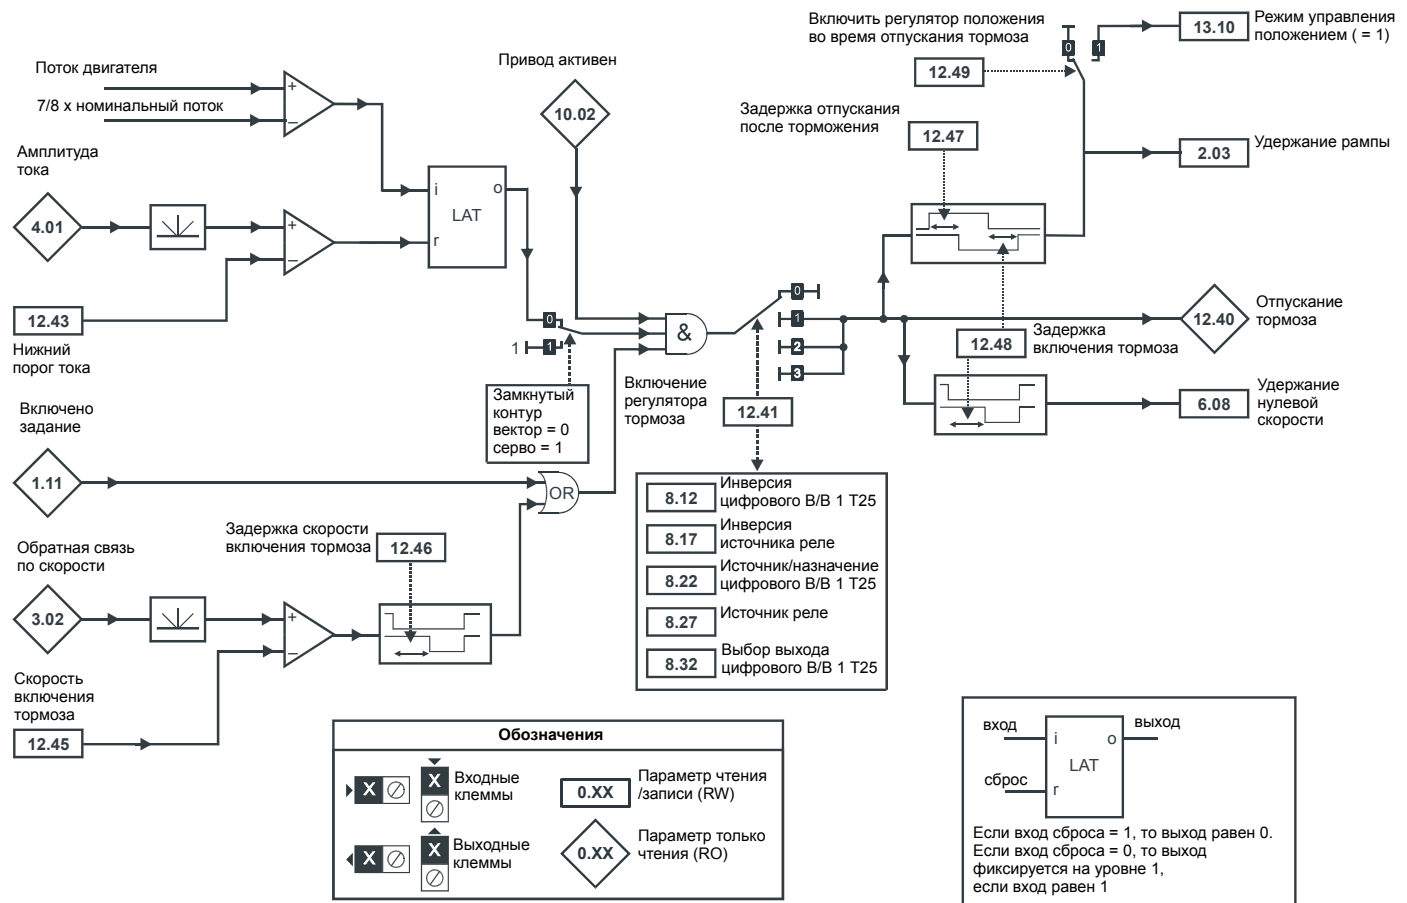 Поток двигателя
7/8 x номинальный поток
+
–
Амплитуда
тока
4.01
+
–
12.43
Нижний
порог тока
i
o
LAT
r
Привод активен
10.02
0
1
1
Замкнутый
контур
вектор = 0
серво = 1
&
Включение
регулятора
тормоза
12.41
0
1
2
3
Включено
задание
1.11
OR
Обратная связь
по скорости
3.02
+
–
Скорость
включения
тормоза
12.45
Задержка скорости
включения тормоза
12.46
8.12
Инверсия
цифрового В/В 1 T25
8.17
Инверсия
источника реле
8.22
Источник/назначение
цифрового В/В 1 T25
8.27
Источник реле
8.32
Выбор выхода
цифрового В/В 1 T25
Включить регулятор положения
во время отпускания тормоза
12.49
0
1
13.10
Режим управления
положением ( = 1)
Задержка отпускания
после торможения
12.47
2.03
Удержание рампы
12.48
Задержка
включения тормоза
12.40
Отпускание
тормоза
6.08
Удержание
нулевой
скорости
Обозначения
X
X
Входные
клеммы
X
X
Выходные
клеммы
0.XX
Параметр чтения
/записи (RW)
0.XX
Параметр только
чтения (RO)
вход
i
o
выход
LAT
сброс
r
Если вход сброса = 1, то выход равен 0.
Если вход сброса = 0, то выход
фиксируется на уровне 1,
если вход равен 1